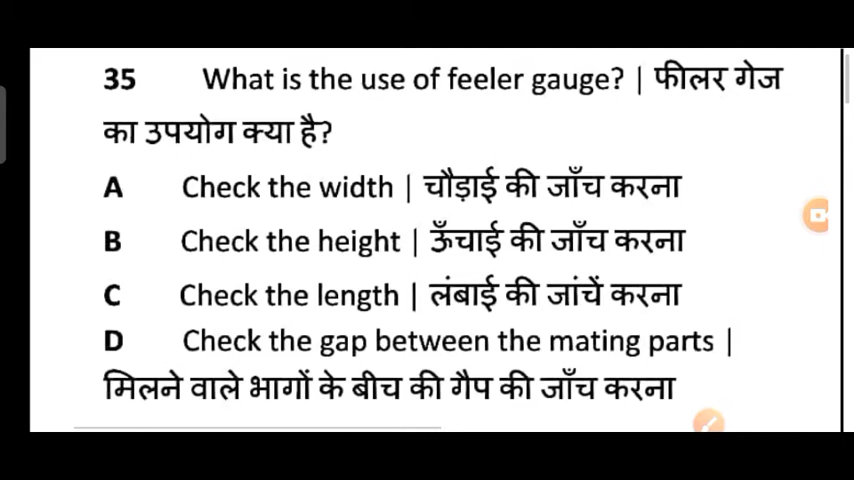 35 What is the use of feeler gauge? | फीलर गेज
का उपयोग क्या है?
A Check the width | चौड़ाई की जाँच करना
B Check the height | ऊँचाई की जाँच करना
C Check the length | लंबाई की जांचें करना
D Check the gap between the mating parts |
मिलने वाले भागों के बीच की गैप की जाँच करना